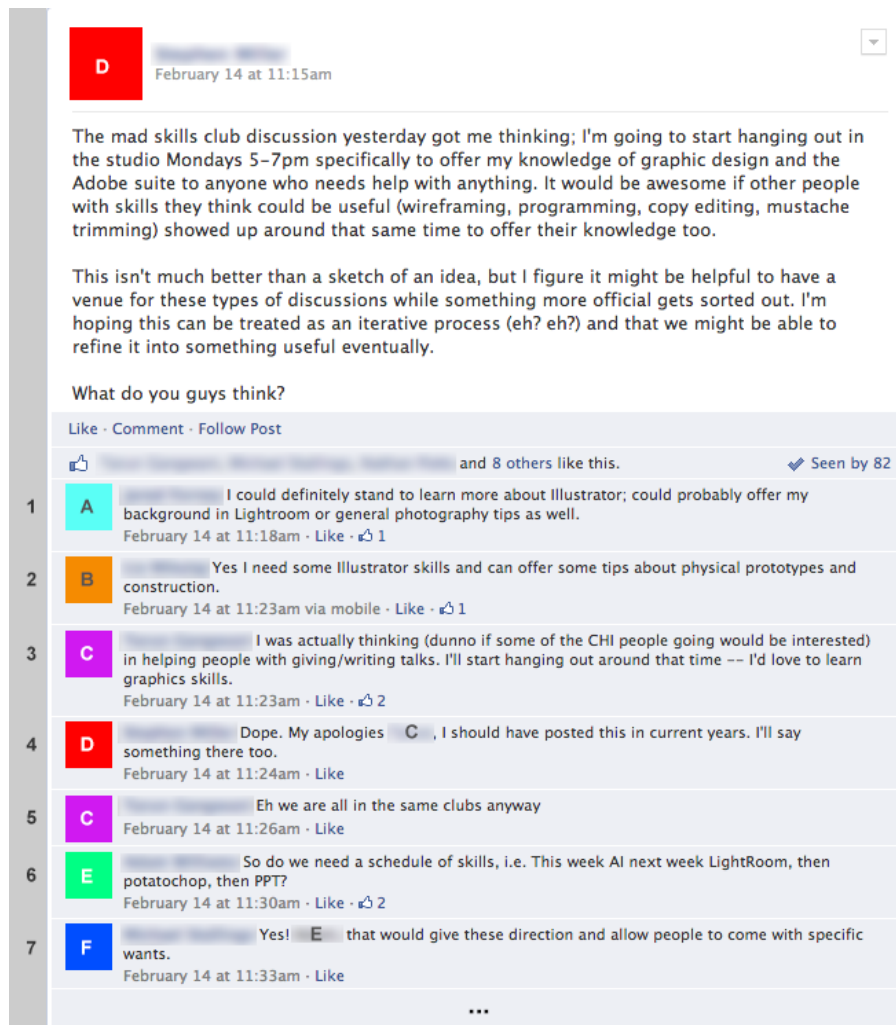 D
February 14 at 11:15am
The mad skills club discussion yesterday got me thinking; I'm going to start hanging out in
the studio Mondays 5-7pm specifically to offer my knowledge of graphic design and the
Adobe suite to anyone who needs help with anything. It would be awesome if other people
with skills they think could be useful (wireframing, programming, copy editing, mustache
trimming) showed up around that same time to offer their knowledge too.
This isn't much better than a sketch of an idea, but I figure it might be helpful to have a
venue for these types of discussions while something more official gets sorted out. I'm
hoping this can be treated as an iterative process (eh? eh?) and that we might be able to
refine it into something useful eventually.
What do you guys think?
Like · Comment · Follow Post
and 8 others like this. Seen by 82
1 A I could definitely stand to learn more about Illustrator; could probably offer my
background in Lightroom or general photography tips as well.
February 14 at 11:18am · Like · 1
2 B Yes I need some Illustrator skills and can offer some tips about physical prototypes and
construction.
February 14 at 11:23am via mobile · Like · 1
3 C I was actually thinking (dunno if some of the CHI people going would be interested)
in helping people with giving/writing talks. I'll start hanging out around that time -- I'd love to learn
graphics skills.
February 14 at 11:23am · Like · 2
4 D Dope. My apologies C, I should have posted this in current years. I'll say
something there too.
February 14 at 11:24am · Like
5 C Eh we are all in the same clubs anyway
February 14 at 11:26am · Like
6 E So do we need a schedule of skills, i.e. This week AI next week LightRoom, then
potatochop, then PPT?
February 14 at 11:30am · Like · 2
7 F Yes! E that would give these direction and allow people to come with specific
wants.
February 14 at 11:33am · Like
...